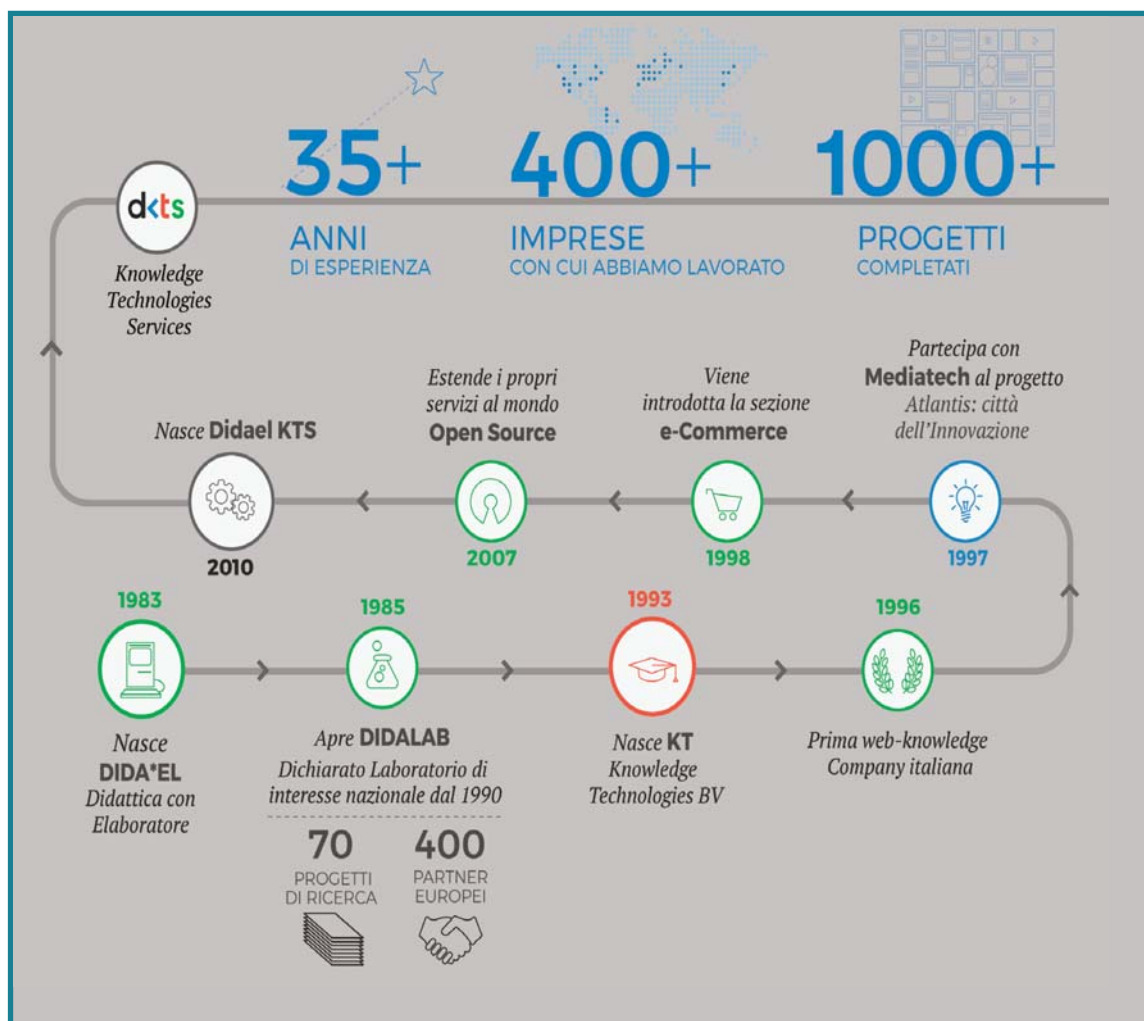 35+
ANNI
DI ESPERIENZA
400+
IMPRESE
CON CUI ABBIAMO LAVORATO
1000+
PROGETTI
COMPLETATI
d<ts
Knowledge
Technologies
Services
Nasce Didael KTS
2010
Estende i propri
servizi al mondo
Open Source
2007
Viene
introdotta la sezione
e-Commerce
1998
Partecipa con
Mediatech al progetto
Atlantis: città
dell'Innovazione
1997
1983
Nasce
DIDA*EL
Didattica con
Elaboratore
1985
Apre DIDALAB
Dichiarato Laboratorio di
interesse nazionale dal 1990
70
PROGETTI
DI RICERCA
400
PARTNER
EUROPEI
1993
Nasce KT
Knowledge
Technologies BV
1996
Prima web-knowledge
Company italiana